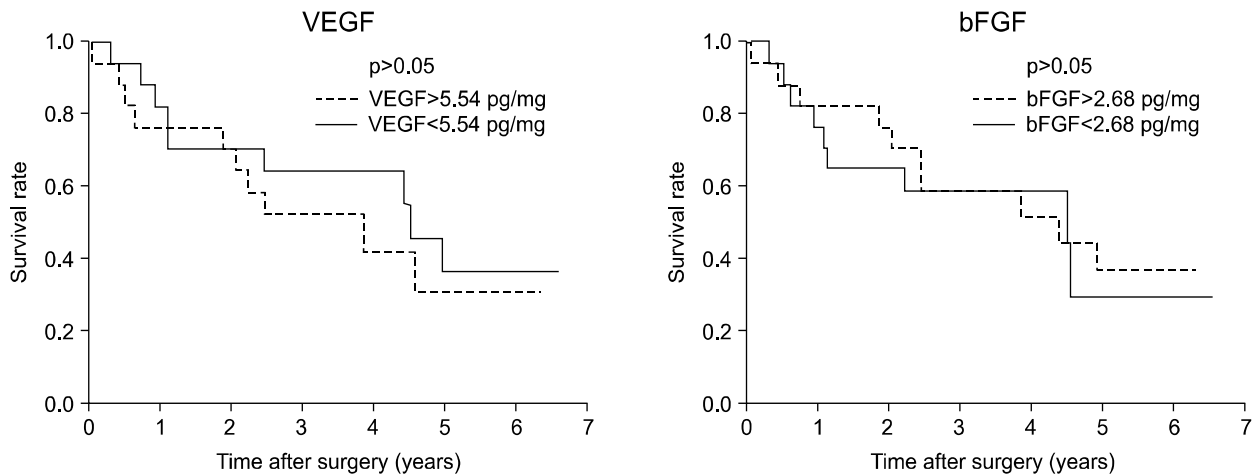 VEGF
p>0.05
VEGF>5.54 pg/mg
VEGF<5.54 pg/mg
Survival rate
1.0
0.8
0.6
0.4
0.2
0.0
0 1 2 3 4 5 6 7
Time after surgery (years)
bFGF
p>0.05
bFGF>2.68 pg/mg
bFGF<2.68 pg/mg
Survival rate
1.0
0.8
0.6
0.4
0.2
0.0
0 1 2 3 4 5 6 7
Time after surgery (years)